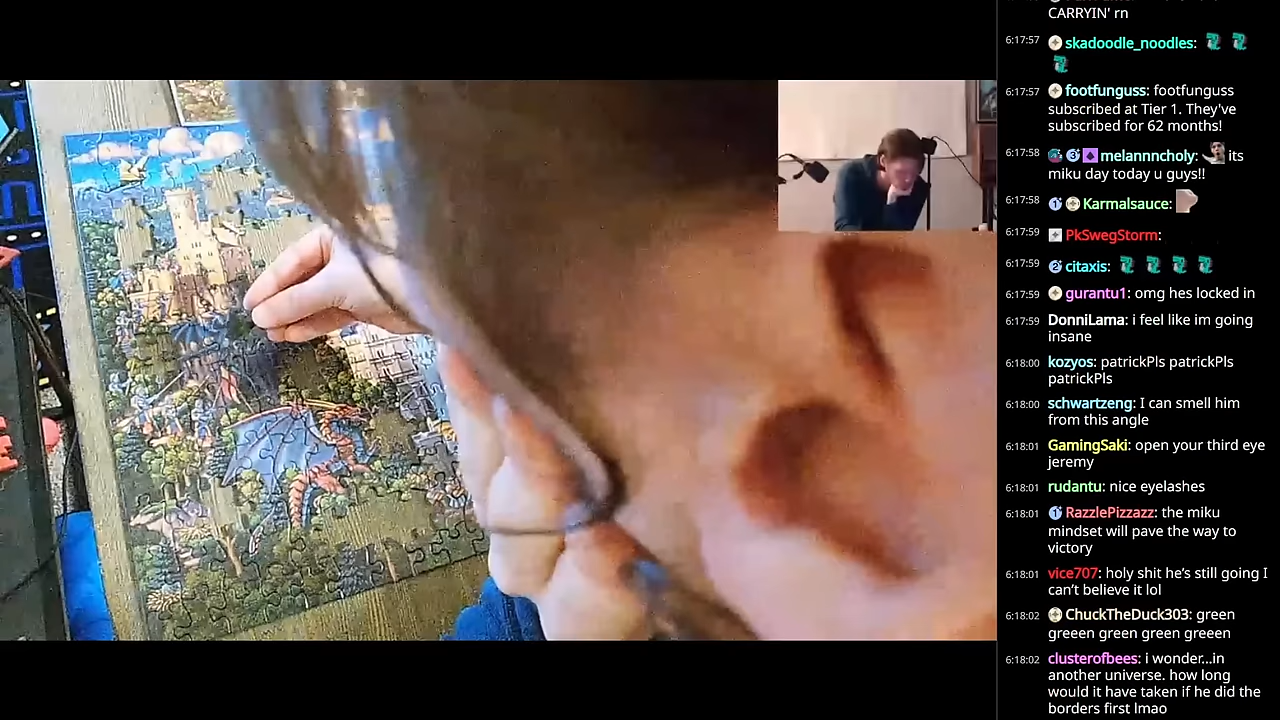 CARRYIN' rn
6:17:57 skadoodle_noodles:
6:17:57 footfunguss: footfunguss
subscribed at Tier 1. They've
subscribed for 62 months!
6:17:58 melannncholy: its
miku day today u guys!!
6:17:58 Karmalsauce:
6:17:59 PkSwegStorm:
6:17:59 citaxis:
6:17:59 gurantu1: omg hes locked in
6:17:59 DonniLama: i feel like im going
insane
6:18:00 kozyos: patrickPls patrickPls
patrickPls
6:18:00 schwartzeng: I can smell him
from this angle
6:18:01 GamingSaki: open your third eye
jeremy
6:18:01 rudantu: nice eyelashes
6:18:01 RazzlePizzazz: the miku
mindset will pave the way to
victory
6:18:01 vice707: holy shit he's still going I
can't believe it lol
6:18:02 ChuckTheDuck303: green
greeen green green greeen
6:18:02 clusterofbees: i wonder...in
another universe. how long
would it have taken if he did the
borders first lmao